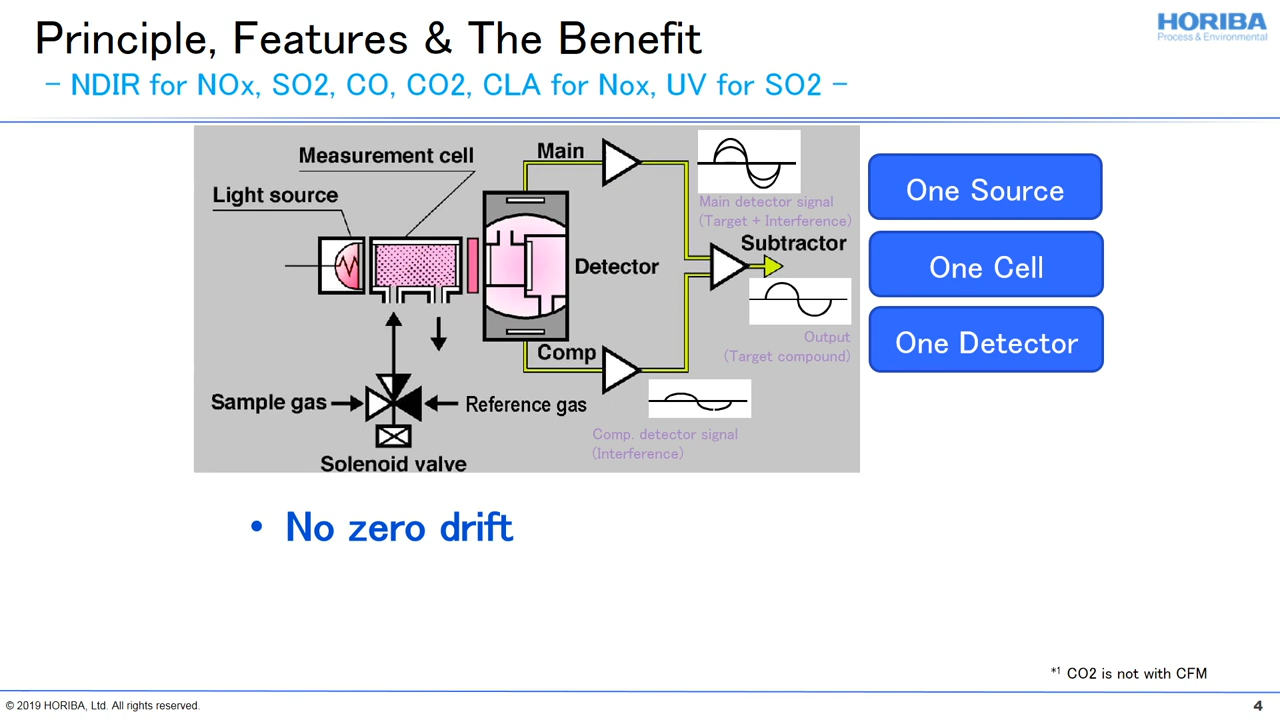 Principle, Features & The Benefit
HORIBA
Process & Environmental
- NDIR for NOx, SO2, CO, CO2, CLA for Nox, UV for SO2 -
Measurement cell
Light source
Main
Main detector signal
(Target + Interference)
Subtractor
Detector
Output
(Target compound)
Comp
Sample gas
Reference gas
Comp. detector signal
(Interference)
Solenoid valve
One Source
One Cell
One Detector
• No zero drift
*1 CO2 is not with CFM
© 2019 HORIBA, Ltd. All rights reserved.
4